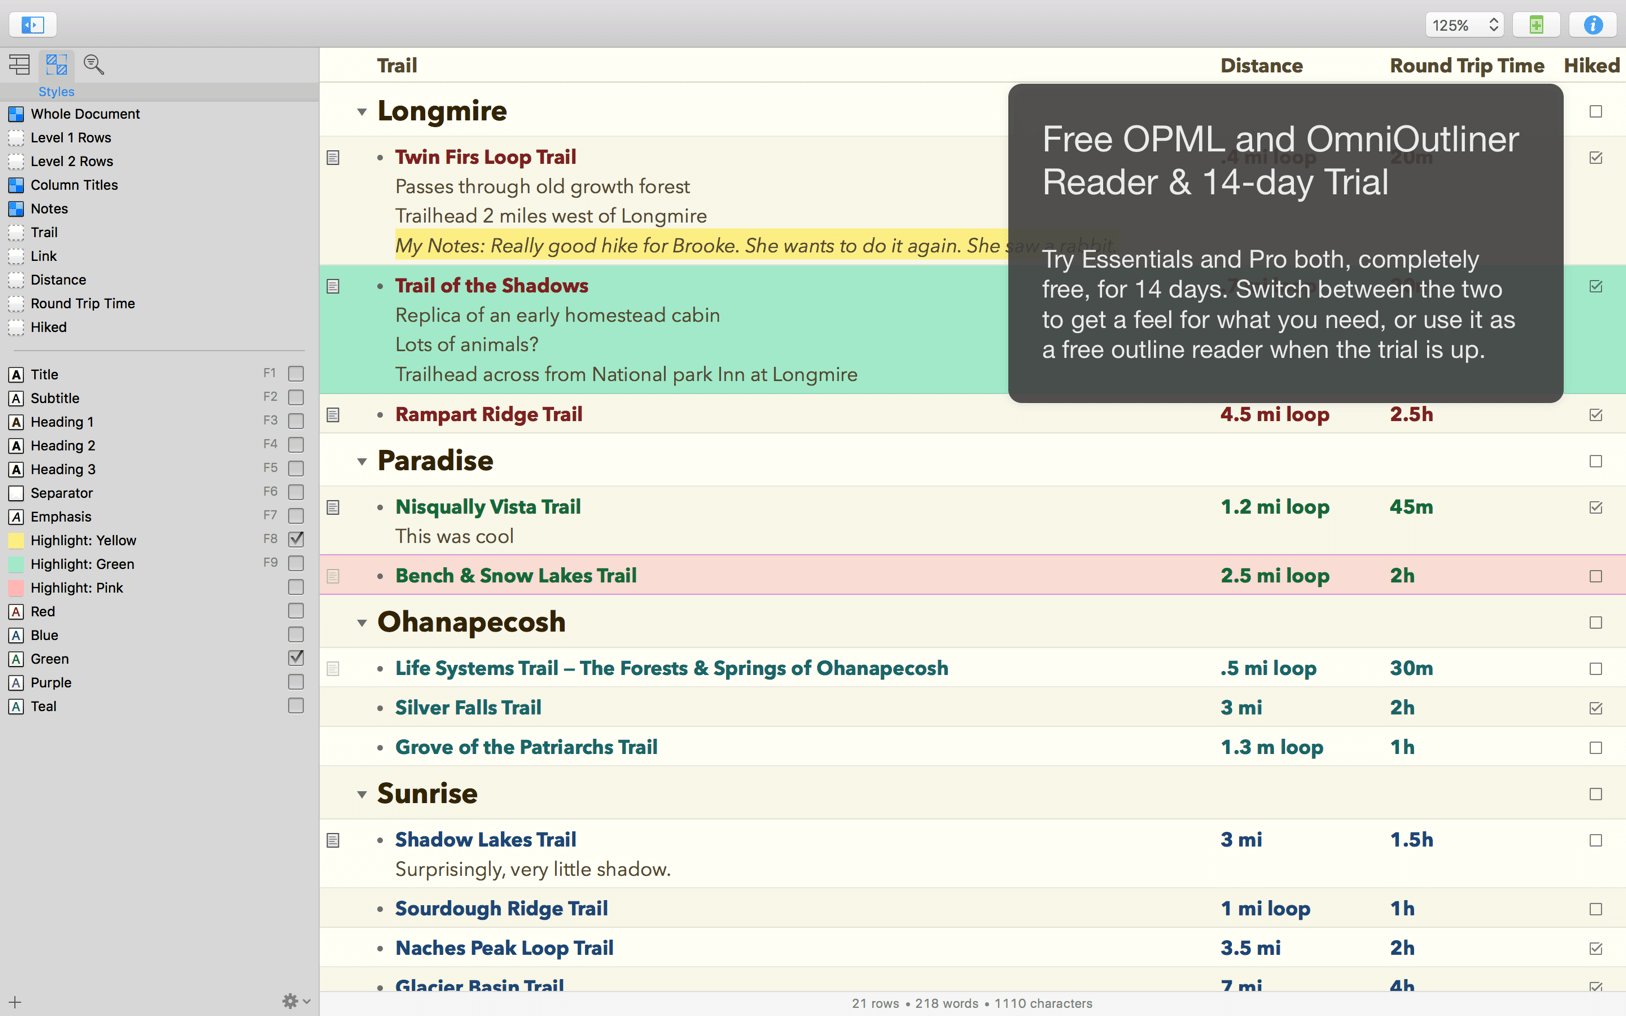 125%
Styles
Whole Document
Level 1 Rows
Level 2 Rows
Column Titles
Notes
Trail
Link
Distance
Round Trip Time
Hiked
A Title F1
A Subtitle F2
A Heading 1 F3
A Heading 2 F4
A Heading 3 F5
Separator F6
A Emphasis F7
Highlight: Yellow F8
Highlight: Green F9
Highlight: Pink
A Red
A Blue
A Green
A Purple
A Teal
Trail Distance Round Trip Time Hiked
Longmire
Twin Firs Loop Trail .4 mi loop 20m
Passes through old growth forest
Trailhead 2 miles west of Longmire
My Notes: Really good hike for Brooke. She wants to do it again. She saw a rabbit.
Trail of the Shadows
Replica of an early homestead cabin
Lots of animals?
Trailhead across from National park Inn at Longmire
Free OPML and OmniOutliner
Reader & 14-day Trial
Try Essentials and Pro both, completely
free, for 14 days. Switch between the two
to get a feel for what you need, or use it as
a free outline reader when the trial is up.
Rampart Ridge Trail 4.5 mi loop 2.5h
Paradise
Nisqually Vista Trail 1.2 mi loop 45m
This was cool
Bench & Snow Lakes Trail 2.5 mi loop 2h
Ohanapecosh
Life Systems Trail – The Forests & Springs of Ohanapecosh .5 mi loop 30m
Silver Falls Trail 3 mi 2h
Grove of the Patriarchs Trail 1.3 m loop 1h
Sunrise
Shadow Lakes Trail 3 mi 1.5h
Surprisingly, very little shadow.
Sourdough Ridge Trail 1 mi loop 1h
Naches Peak Loop Trail 3.5 mi 2h
Glacier Basin Trail 7 mi 4h
21 rows • 218 words • 1110 characters